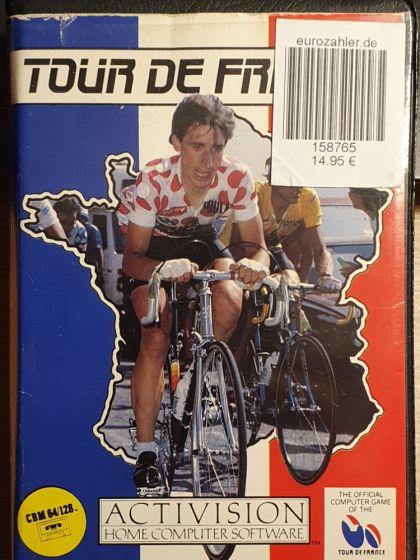 eurozahler.de
158765
14.95 €
TOUR DE
CBM 64/128
ACTIVISION
HOME COMPUTER SOFTWARE
TM
THE OFFICIAL
COMPUTER GAME
OF THE
TOUR DE FRANCE